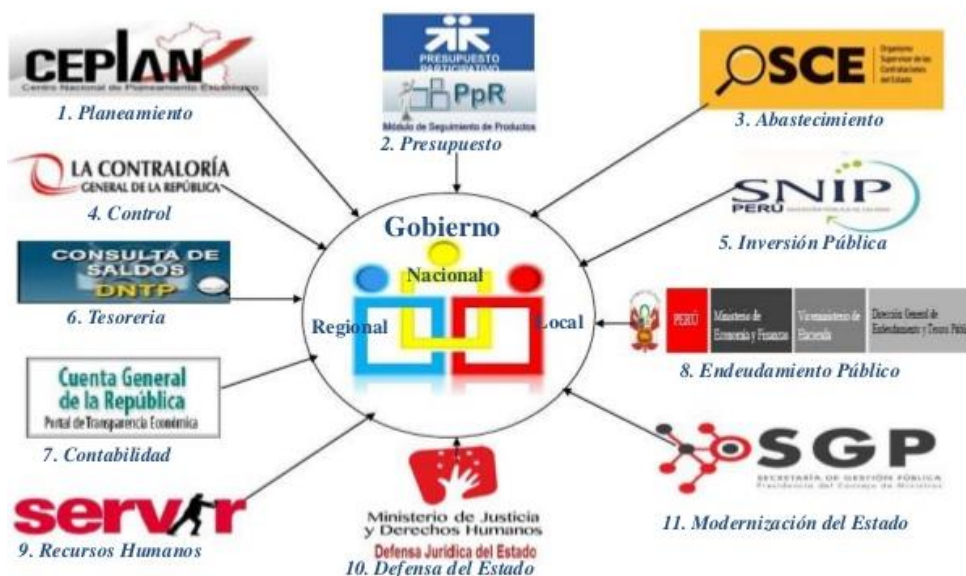 CEPLAN
Centro Nacional de Planeamiento Estratégico
1. Planeamiento
PRESUPUESTO
PARTICIPATIVO
PpR
Módulo de Seguimiento de Productos
2. Presupuesto
OSCE
Organismo
Supervisor de las
Contrataciones
del Estado
3. Abastecimiento
LA CONTRALORÍA
GENERAL DE LA REPÚBLICA
4. Control
SNIP
PERÚ
5. Inversión Pública
CONSULTA DE
SALDOS
DNTP
6. Tesoreria
Gobierno
Nacional
Regional
Local
PERÚ
Ministerio de
Economía y Finanzas
Viceministerio de
Hacienda
Dirección General de
Endeudamiento y Tesoro Públi
8. Endeudamiento Público
Cuenta General
de la República
Portal de Transparencia Económica
7. Contabilidad
SGP
SECRETARÍA DE GESTIÓN PÚBLICA
Presidencia del Consejo de Ministros
11. Modernización del Estado
servir
9. Recursos Humanos
Ministerio de Justicia
y Derechos Humanos
Defensa Jurídica del Estado
10. Defensa del Estado